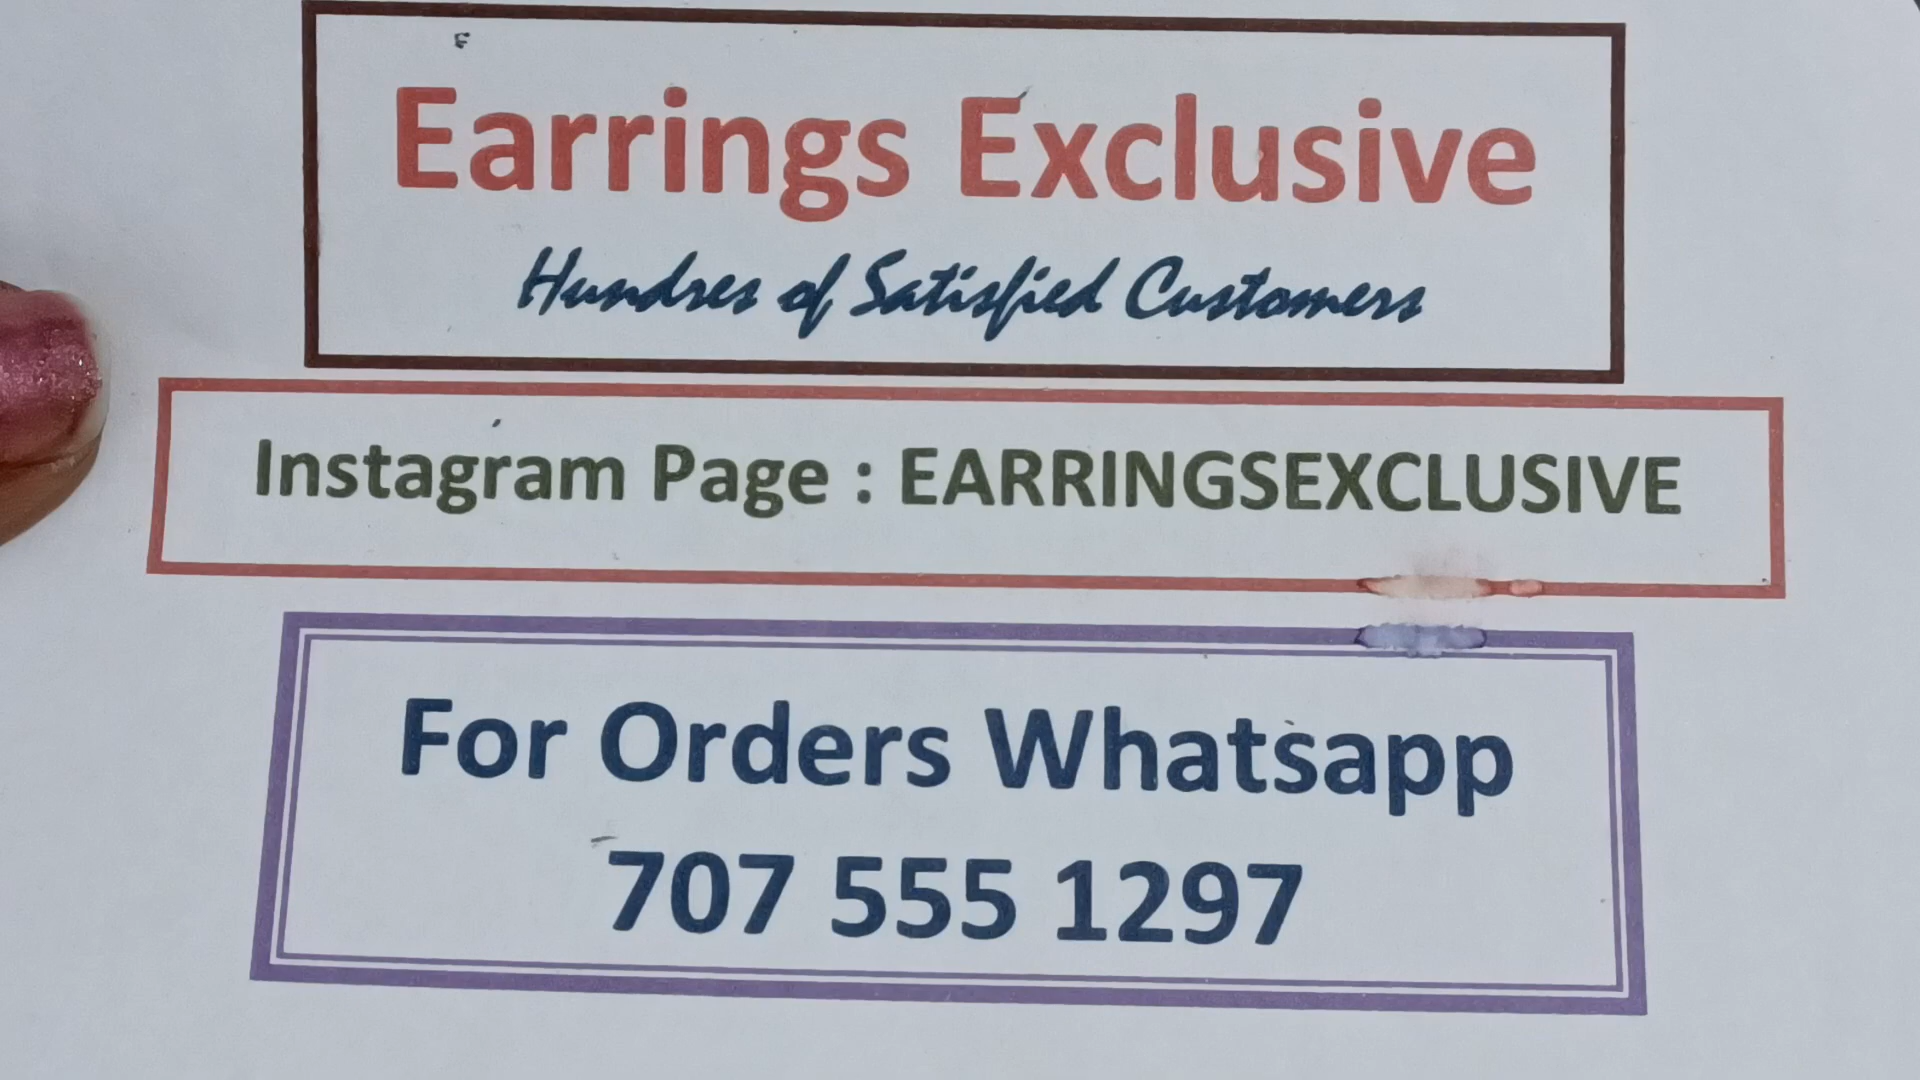 Earrings Exclusive
Hundres of Satisfied Customers
Instagram Page : EARRINGSEXCLUSIVE
For Orders Whatsapp
707 555 1297